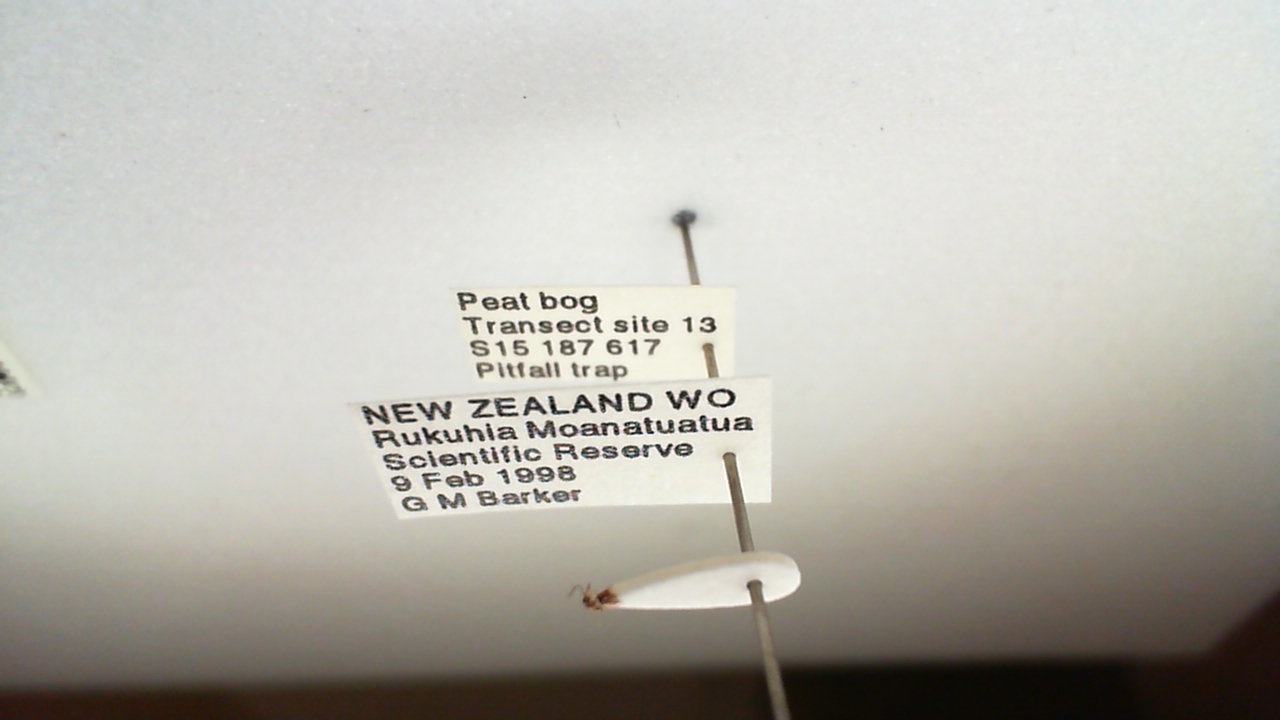 Peat bog
Transect site 13
S15 187 617
Pitfall trap
NEW ZEALAND WO
Rukuhia Moanatuatua
Scientific Reserve
9 Feb 1998
G M Barker